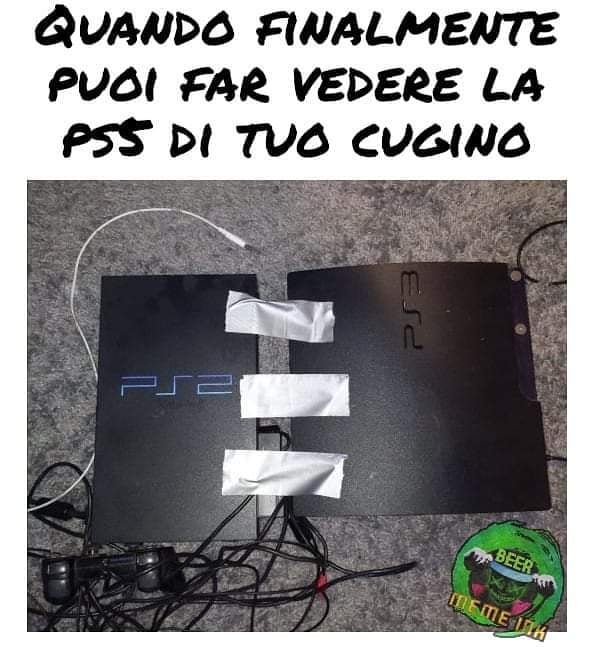 Quando finalmente
puoi far vedere la
ps5 di tuo cugino
PS2
PS3
BEER
MEME INK